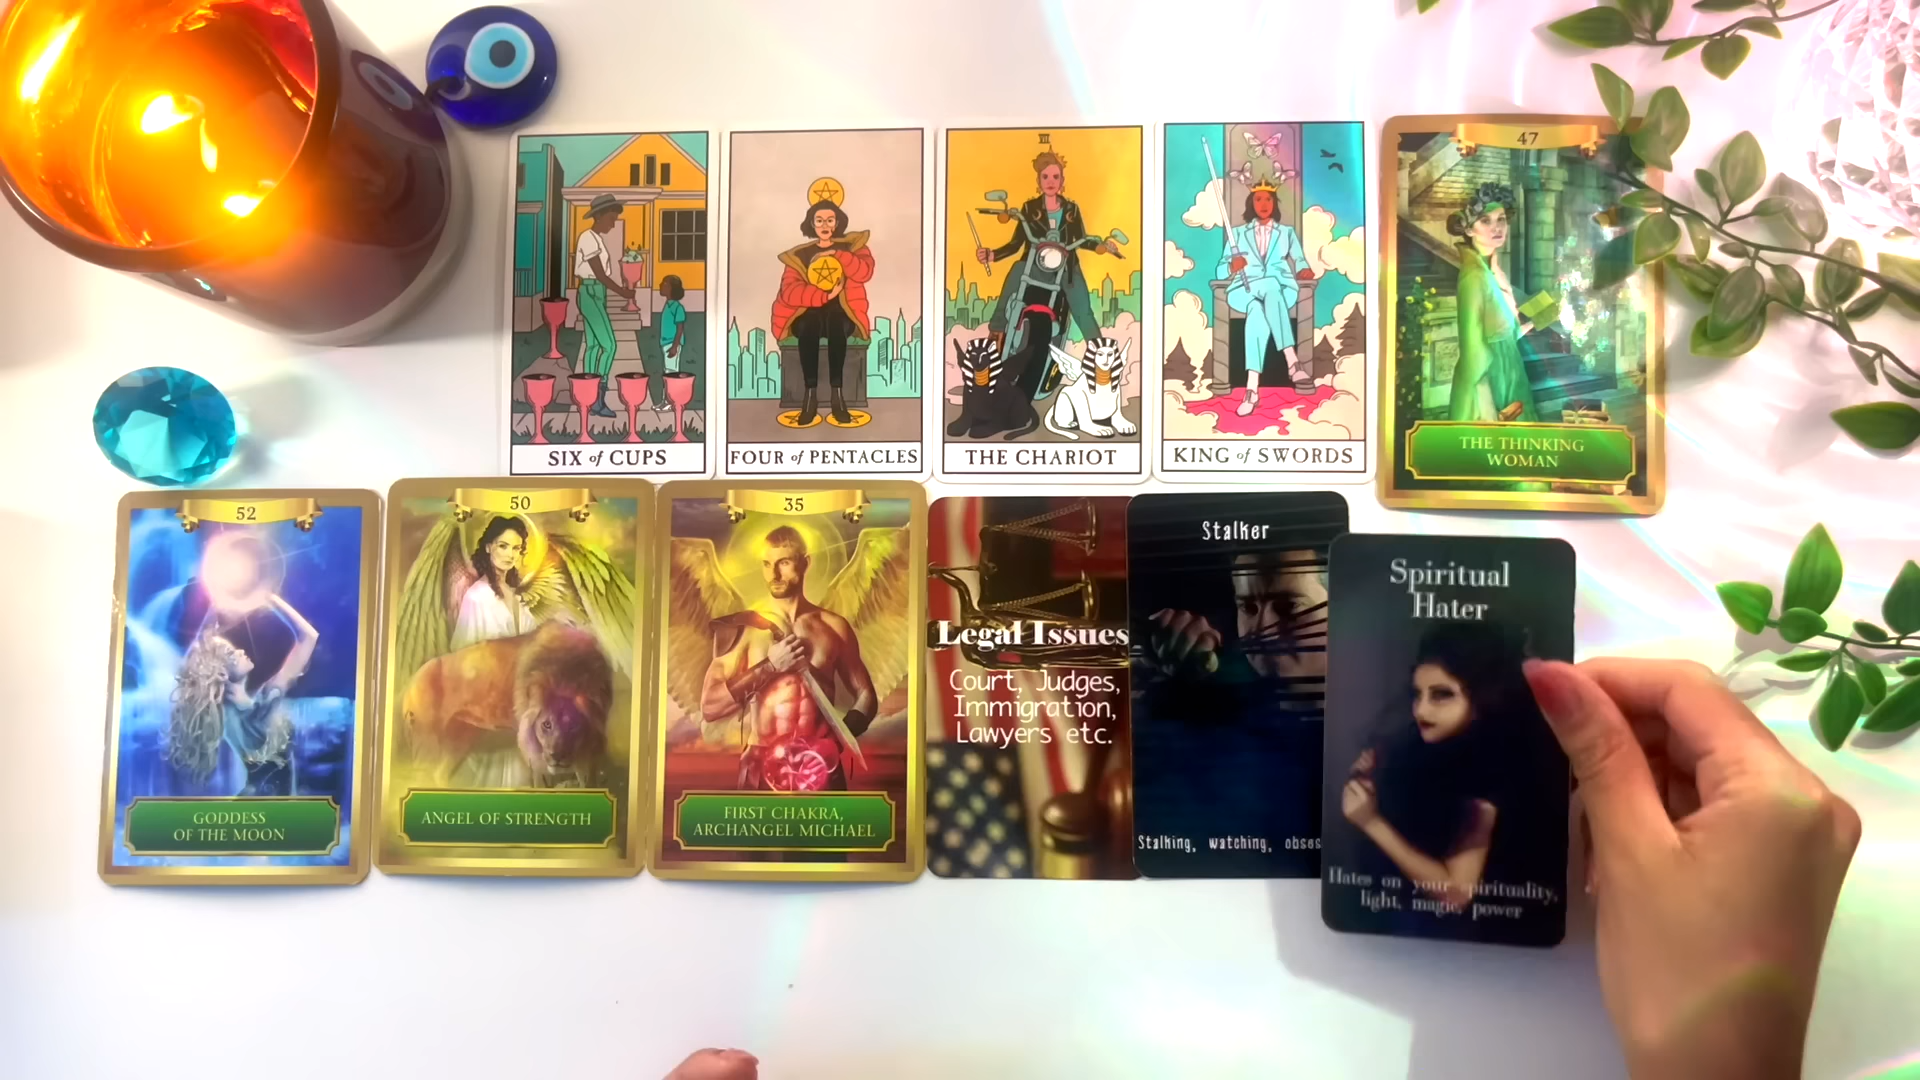 SIX of CUPS
FOUR of PENTACLES
VII
THE CHARIOT
KING of SWORDS
47
THE THINKING
WOMAN
52
GODDESS
OF THE MOON
50
ANGEL OF STRENGTH
35
FIRST CHAKRA,
ARCHANGEL MICHAEL
Legal Issues
Court, Judges,
Immigration,
Lawyers etc.
Stalker
Stalking, watching, obses
Spiritual
Hater
Hates on your spirituality,
light, magic, power